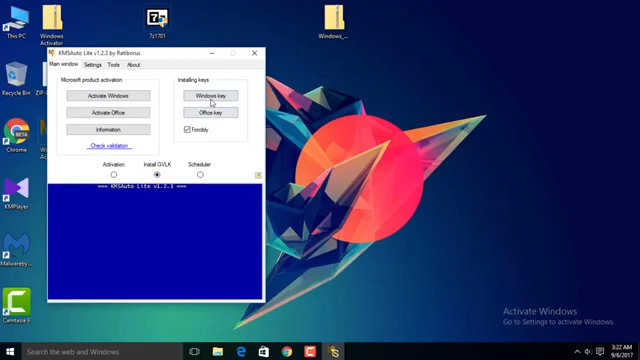 This PC
Windows
Activator
7z1701
Windows_...
KMSAuto Lite v1.2.3 by Ratiborus
Main window
Settings
Tools
About
Microsoft product activation
Installing keys
Activate Windows
Windows key
Activate Office
Office key
Information
Forcibly
Check validation
Activation
Install GVLK
Scheduler
=== KMSAuto Lite v1.2.3 ===
Recycle Bin
Chrome
KMPlayer
Malwareby...
Camtasia 9
Activate Windows
Go to Settings to activate Windows.
Search the web and Windows
3:22 AM
9/6/2017